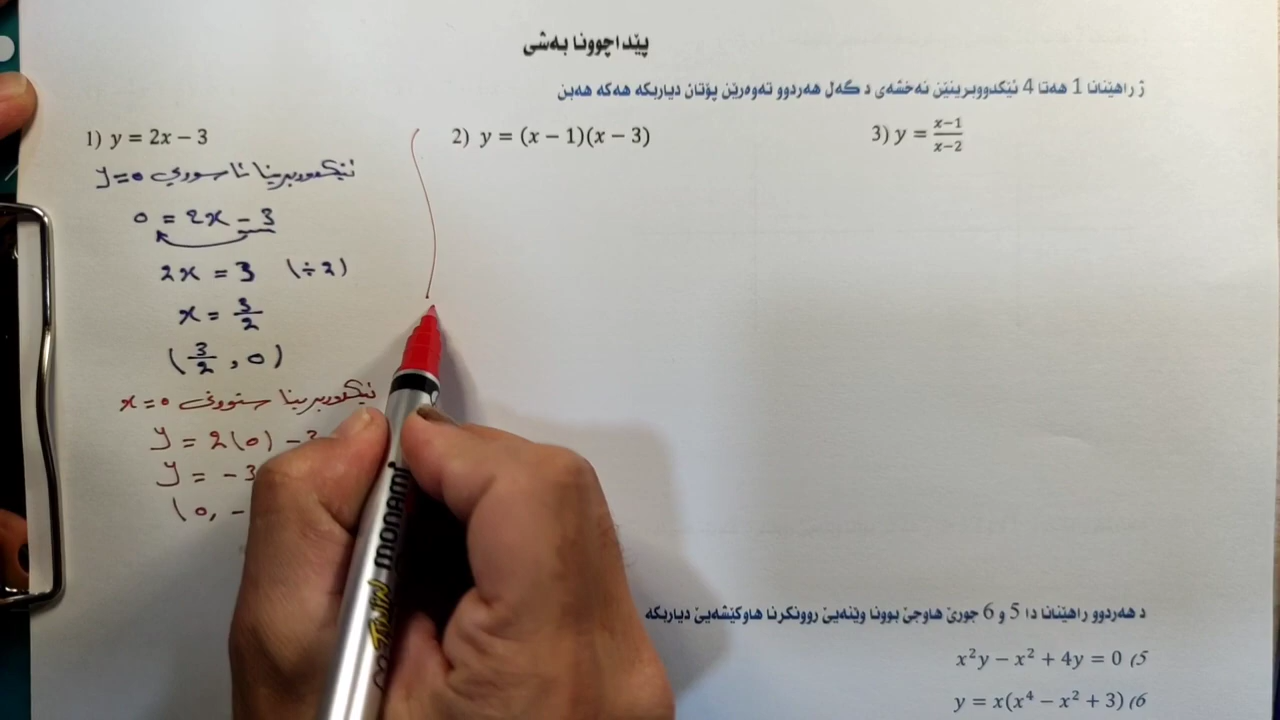 پێداچوونا بەشی
ژ راهێنانا 1 هەتا 4 ئێکدووبرینێن نەخشەی د گەل هەردوو تەوەرێن پۆتان دیاربکە هەکە هەبن
1) y = 2x − 3
y=0
0 = 2x − 3
2x = 3 (÷2)
x = 3/2
(3/2 , 0)
x=0
y = 2(0) − 3
y = −3
(0, −
2) y = (x − 1)(x − 3)
3) y = x−1/x−2
MONAMI
د هەردوو راهێنانا دا 5 و 6 جورێ هاوجێ بوونا وێنەیێ روونکرنا هاوکێشەیێ دیاربکە
x²y − x² + 4y = 0 (5
y = x(x⁴ − x² + 3) (6